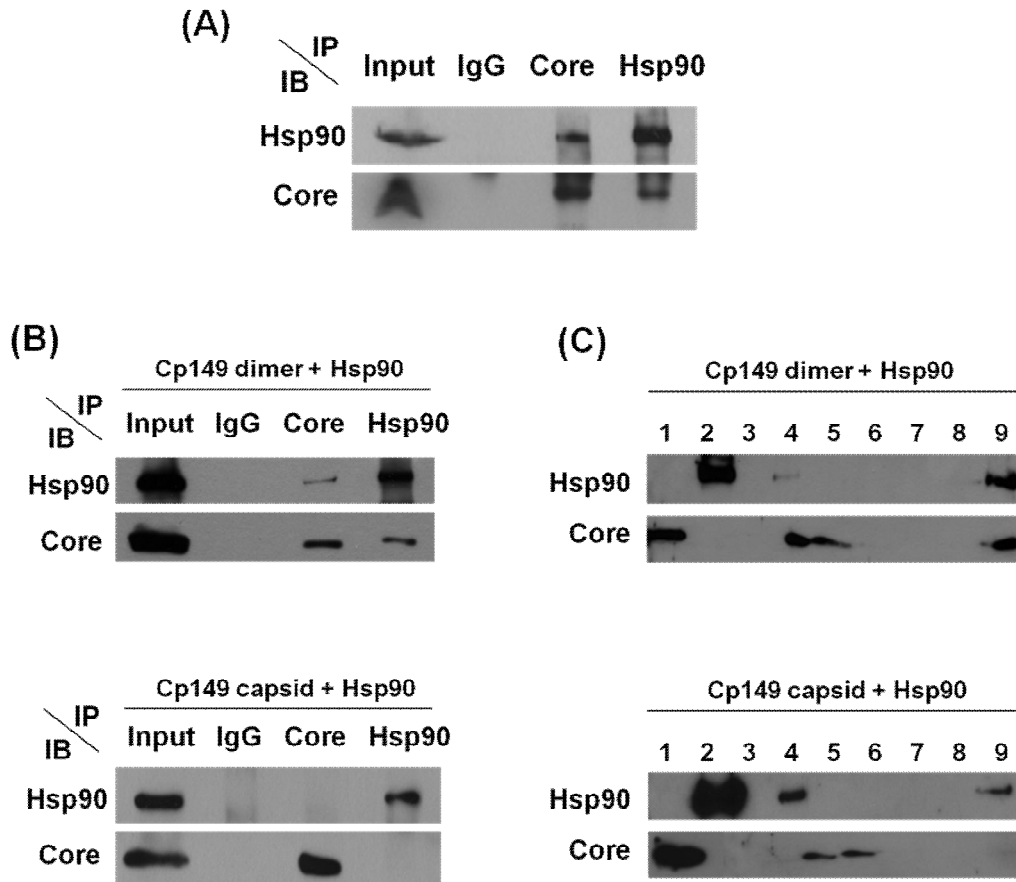 (A)
IP
IB
Input IgG Core Hsp90
Hsp90
Core
(B)
Cp149 dimer + Hsp90
IP
IB
Input IgG Core Hsp90
Hsp90
Core
Cp149 capsid + Hsp90
IP
IB
Input IgG Core Hsp90
Hsp90
Core
(C)
Cp149 dimer + Hsp90
1 2 3 4 5 6 7 8 9
Hsp90
Core
Cp149 capsid + Hsp90
1 2 3 4 5 6 7 8 9
Hsp90
Core